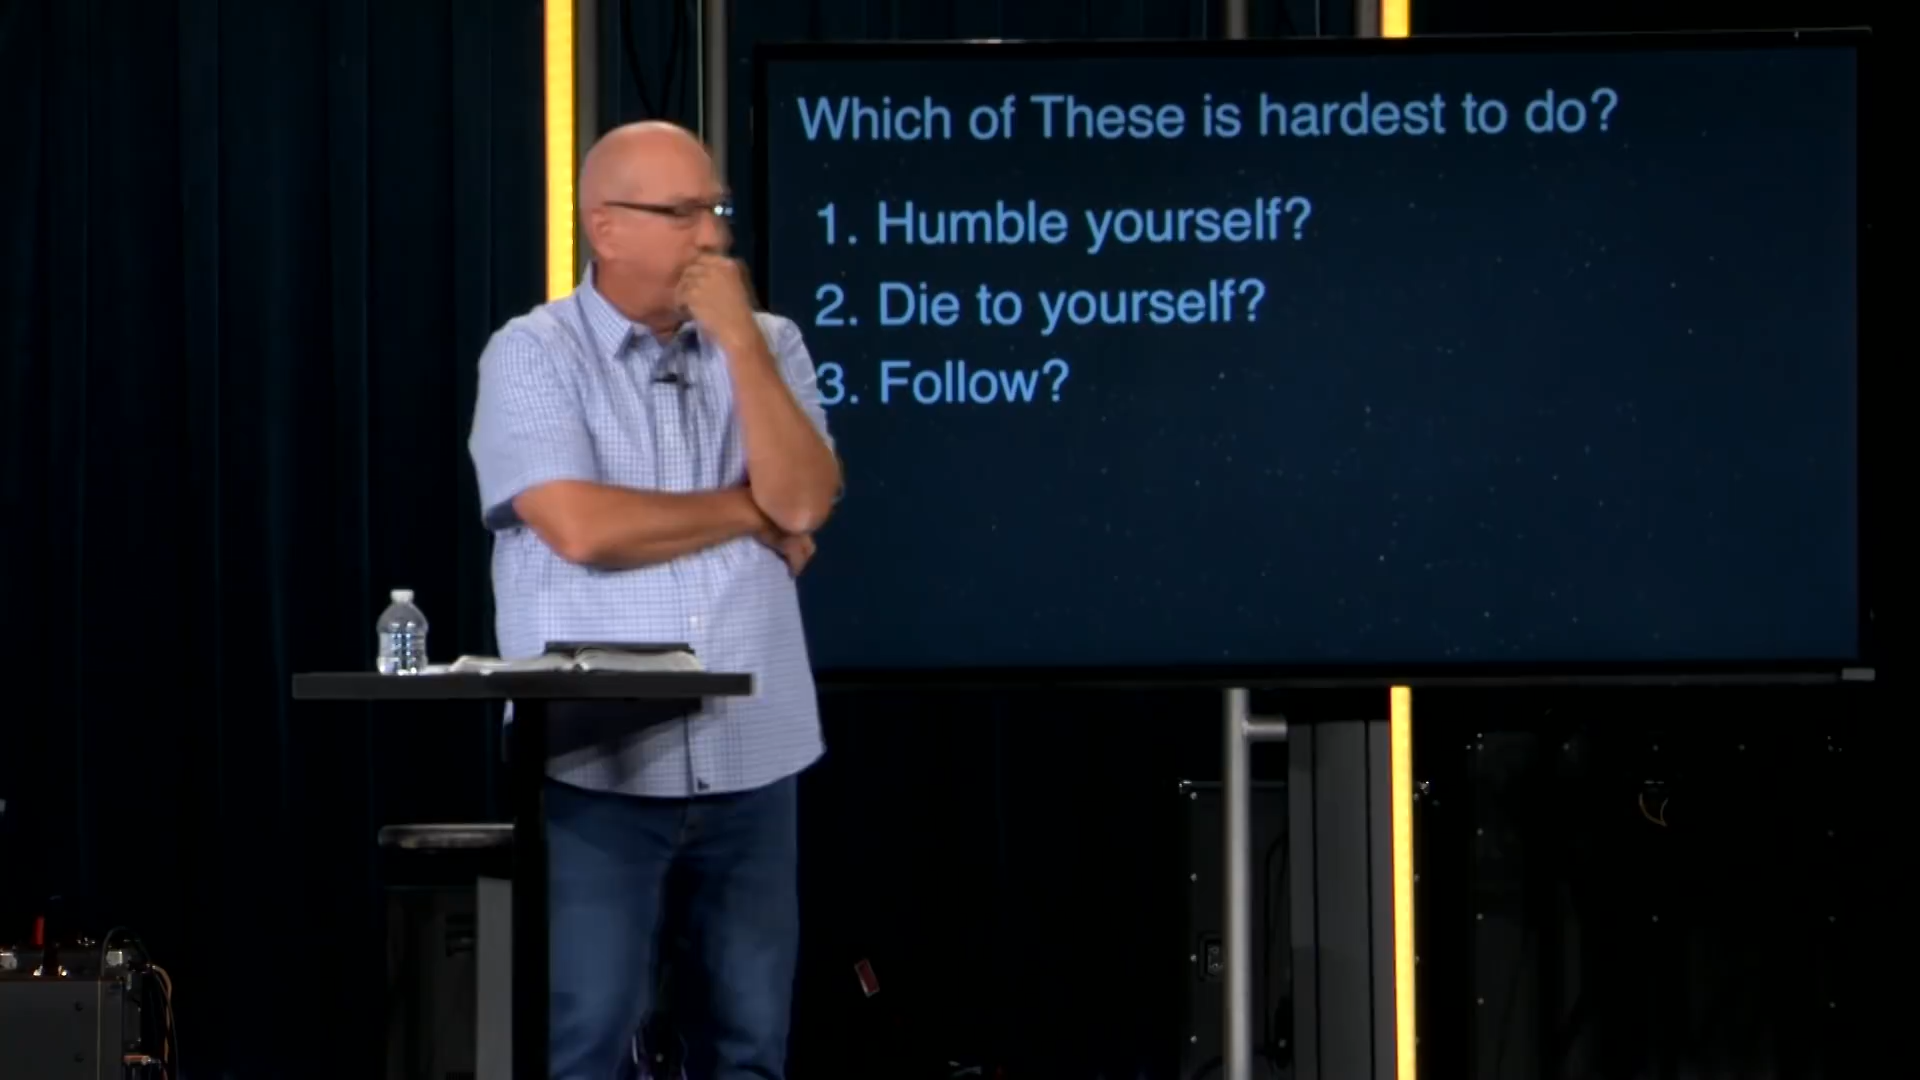 Which of These is hardest to do?
1. Humble yourself?
2. Die to yourself?
3. Follow?